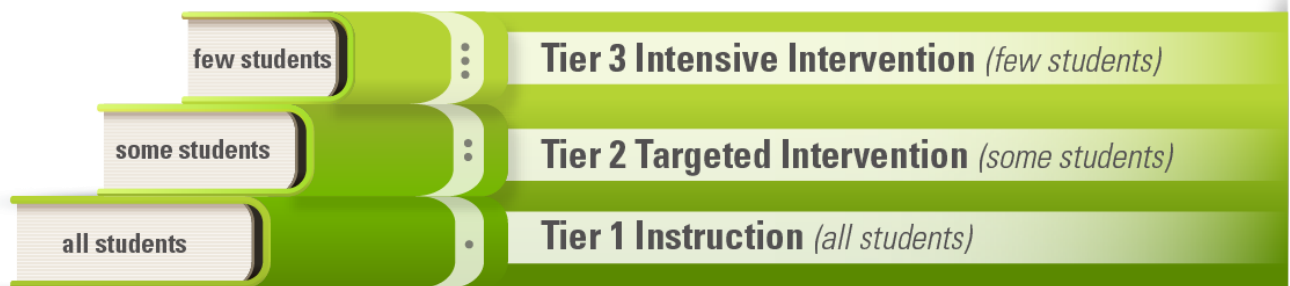 few students
Tier 3 Intensive Intervention (few students)
some students
Tier 2 Targeted Intervention (some students)
all students
Tier 1 Instruction (all students)